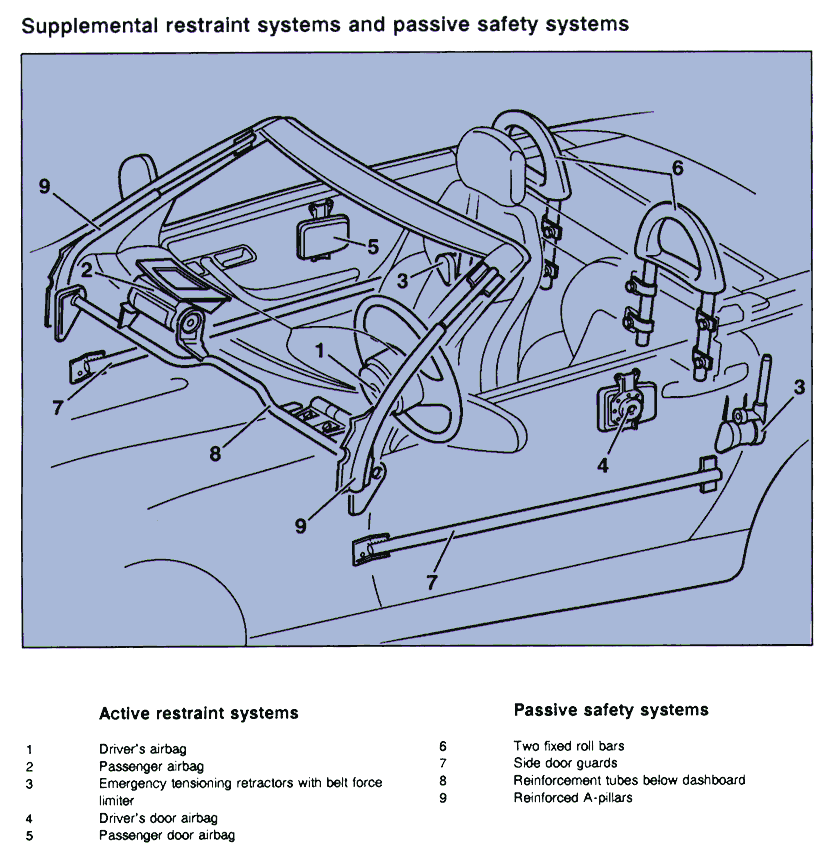 Supplemental restraint systems and passive safety systems
6
9
5
2
3
1
3
7
4
8
9
7
Active restraint systems
1 Driver's airbag
2 Passenger airbag
3 Emergency tensioning retractors with belt force
limiter
4 Driver's door airbag
5 Passenger door airbag
Passive safety systems
6 Two fixed roll bars
7 Side door guards
8 Reinforcement tubes below dashboard
9 Reinforced A-pillars